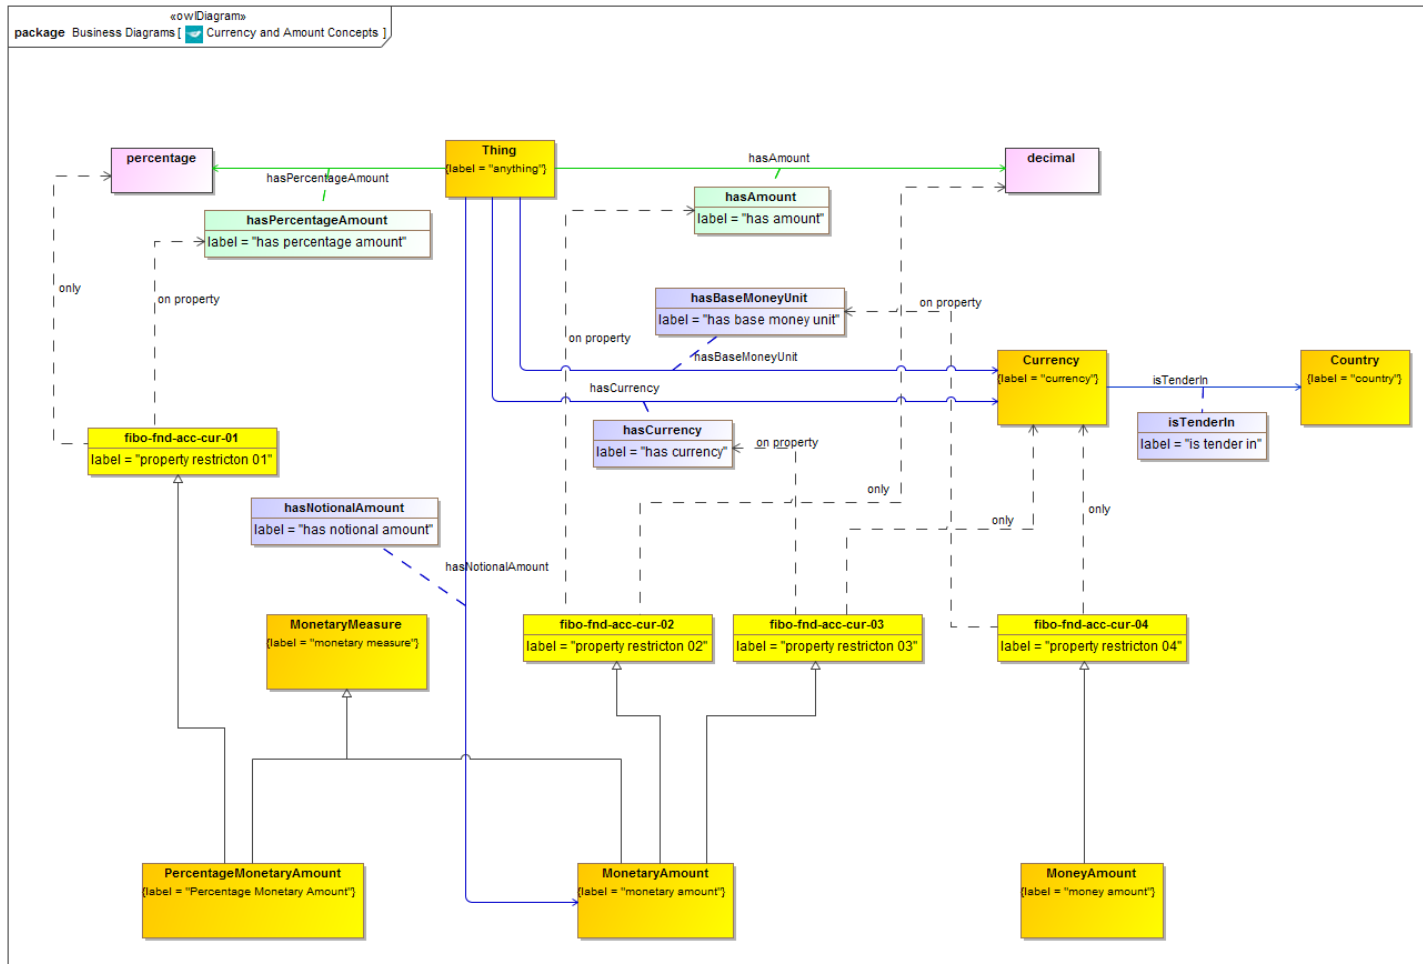 «owlDiagram»
package Business Diagrams [ Currency and Amount Concepts ]
percentage
Thing
{label = "anything"}
hasAmount
decimal
hasPercentageAmount
hasAmount
label = "has amount"
hasPercentageAmount
label = "has percentage amount"
only
on property
hasBaseMoneyUnit
label = "has base money unit"
on property
on property
hasBaseMoneyUnit
Currency
{label = "currency"}
Country
{label = "country"}
hasCurrency
isTenderIn
isTenderIn
label = "is tender in"
hasCurrency
label = "has currency"
on property
fibo-fnd-acc-cur-01
label = "property restricton 01"
only
hasNotionalAmount
label = "has notional amount"
only
only
hasNotionalAmount
MonetaryMeasure
{label = "monetary measure"}
fibo-fnd-acc-cur-02
label = "property restricton 02"
fibo-fnd-acc-cur-03
label = "property restricton 03"
fibo-fnd-acc-cur-04
label = "property restricton 04"
PercentageMonetaryAmount
{label = "Percentage Monetary Amount"}
MonetaryAmount
{label = "monetary amount"}
MoneyAmount
{label = "money amount"}